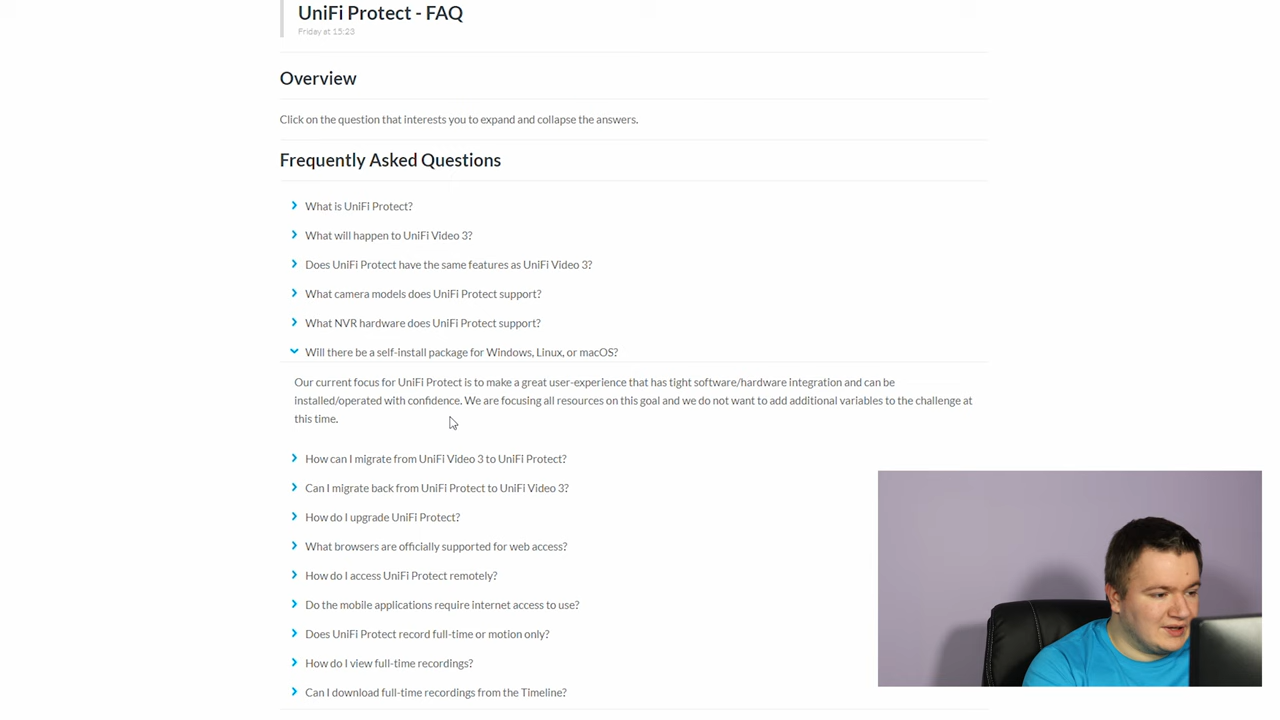 UniFi Protect - FAQ
Friday at 15:23
Overview
Click on the question that interests you to expand and collapse the answers.
Frequently Asked Questions
What is UniFi Protect?
What will happen to UniFi Video 3?
Does UniFi Protect have the same features as UniFi Video 3?
What camera models does UniFi Protect support?
What NVR hardware does UniFi Protect support?
Will there be a self-install package for Windows, Linux, or macOS?
Our current focus for UniFi Protect is to make a great user-experience that has tight software/hardware integration and can be
installed/operated with confidence. We are focusing all resources on this goal and we do not want to add additional variables to the challenge at
this time.
How can I migrate from UniFi Video 3 to UniFi Protect?
Can I migrate back from UniFi Protect to UniFi Video 3?
How do I upgrade UniFi Protect?
What browsers are officially supported for web access?
How do I access UniFi Protect remotely?
Do the mobile applications require internet access to use?
Does UniFi Protect record full-time or motion only?
How do I view full-time recordings?
Can I download full-time recordings from the Timeline?